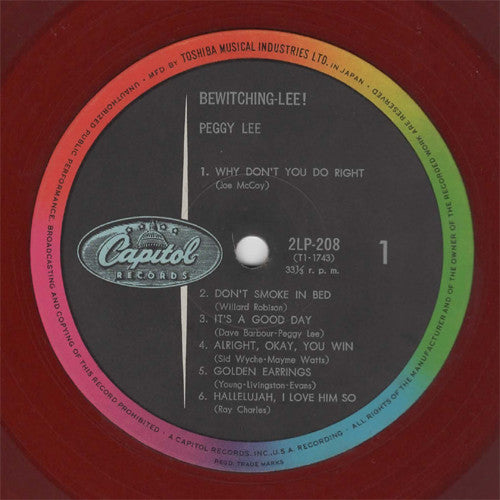 MFD. BY TOSHIBA MUSICAL INDUSTRIES LTD. IN JAPAN • ALL RIGHTS OF THE MANUFACTURER AND OF THE OWNER OF THE RECORDED WORK ARE RESERVED
UNAUTHORIZED PUBLIC PERFORMANCE, BROADCASTING AND COPYING OF THIS RECORD PROHIBITED •
BEWITCHING-LEE!
PEGGY LEE
1. WHY DON'T YOU DO RIGHT
(Joe McCoy)
Capitol
RECORDS
2LP-208
(T1-1743)
33⅓ r. p. m.
1
2. DON'T SMOKE IN BED
(Willard Robison)
3. IT'S A GOOD DAY
(Dave Barbour-Peggy Lee)
4. ALRIGHT, OKAY, YOU WIN
(Sid Wyche-Mayme Watts)
5. GOLDEN EARRINGS
(Young-Livingston-Evans)
6. HALLELUJAH, I LOVE HIM SO
(Ray Charles)
• A CAPITOL RECORDS, INC., U.S.A. RECORDING •
REGD. TRADE MARKS